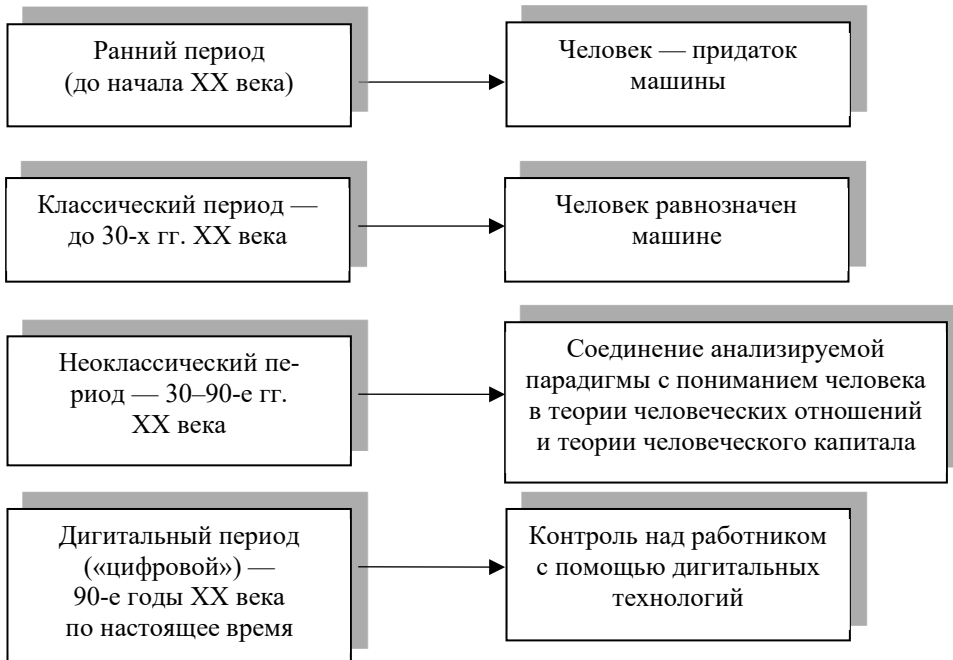 Ранний период
(до начала XX века)
Человек — придаток
машины
Классический период —
до 30-х гг. XX века
Человек равнозначен
машине
Неоклассический пе-
риод — 30–90-е гг.
XX века
Соединение анализируемой
парадигмы с пониманием человека
в теории человеческих отношений
и теории человеческого капитала
Дигитальный период
(«цифровой») —
90-е годы XX века
по настоящее время
Контроль над работником
с помощью дигитальных
технологий